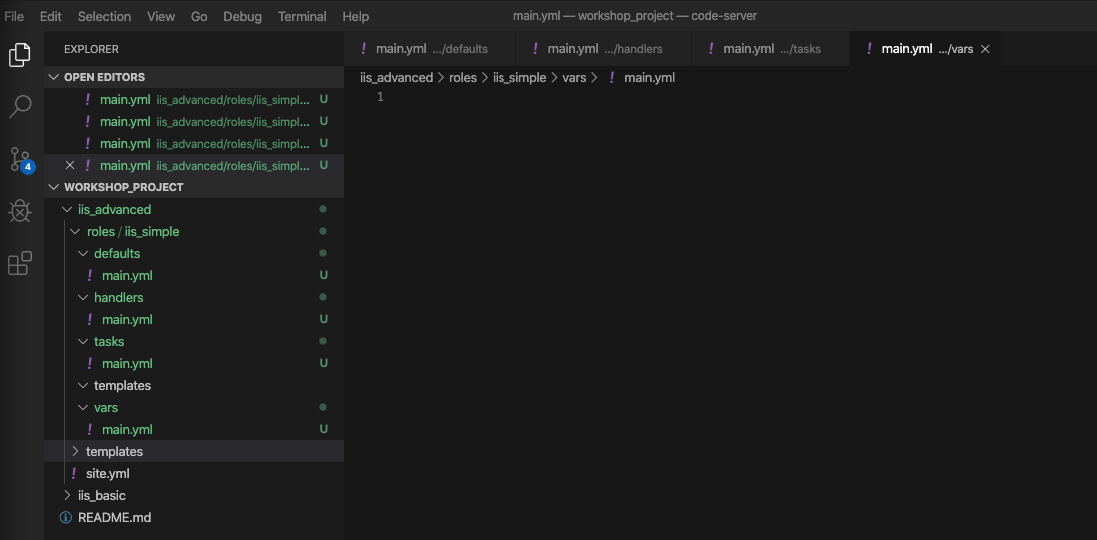 File Edit Selection View Go Debug Terminal Help main.yml — workshop_project — code-server
EXPLORER
! main.yml .../defaults ! main.yml .../handlers ! main.yml .../tasks ! main.yml .../vars
OPEN EDITORS
! main.yml iis_advanced/roles/iis_simpl... U
! main.yml iis_advanced/roles/iis_simpl... U
! main.yml iis_advanced/roles/iis_simpl... U
! main.yml iis_advanced/roles/iis_simpl... U
4
WORKSHOP_PROJECT
iis_advanced
roles / iis_simple
defaults
! main.yml U
handlers
! main.yml U
tasks
! main.yml U
templates
vars
! main.yml U
templates
! site.yml
iis_basic
README.md
iis_advanced > roles > iis_simple > vars > ! main.yml
1